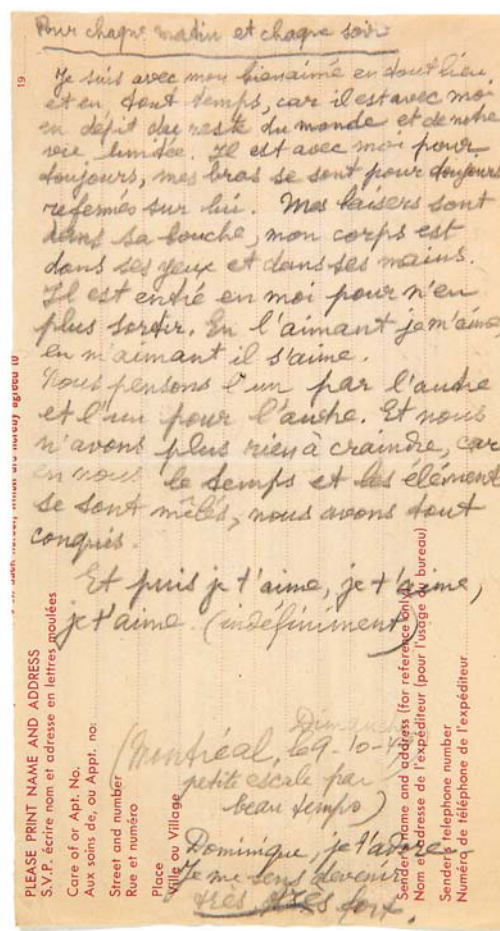 Pour chaque matin et chaque soir
Je suis avec mon bienaimé en tout lieu
et en tout temps, car il est avec moi
en dépit du reste du monde et de notre
vie limitée. Il est avec moi pour
toujours, mes bras se sont pour toujours
refermés sur lui. Mes baisers sont
dans sa bouche, mon corps est
dans ses yeux et dans ses mains.
Il est entré en moi pour n'en
plus sortir. En l'aimant je m'aime,
en m'aimant il s'aime.
Nous pensons l'un par l'autre
et l'un pour l'autre. Et nous
n'avons plus rien à craindre, car
en nous le temps et les élément
se sont mêlés, nous avons tout
conquis.
Et puis je t'aime, je t'aime,
je t'aime. (indéfiniment)
Dimanche
(Montréal, le 9-10-4
petite escale par
beau temps)
Dominique, je t'adore
Je me sens devenir
très, très fort.
19
PLEASE PRINT NAME AND ADDRESS
S.V.P. écrire nom et adresse en lettres moulées
Care of or Apt. No.
Aux soins de, ou Appt. no:
Street and number
Rue et numéro
Place
Ville ou Village
Sender's name and address (for reference only)
Nom et adresse de l'expéditeur (pour l'usage du bureau)
Sender's telephone number
Numéro de téléphone de l'expéditeur